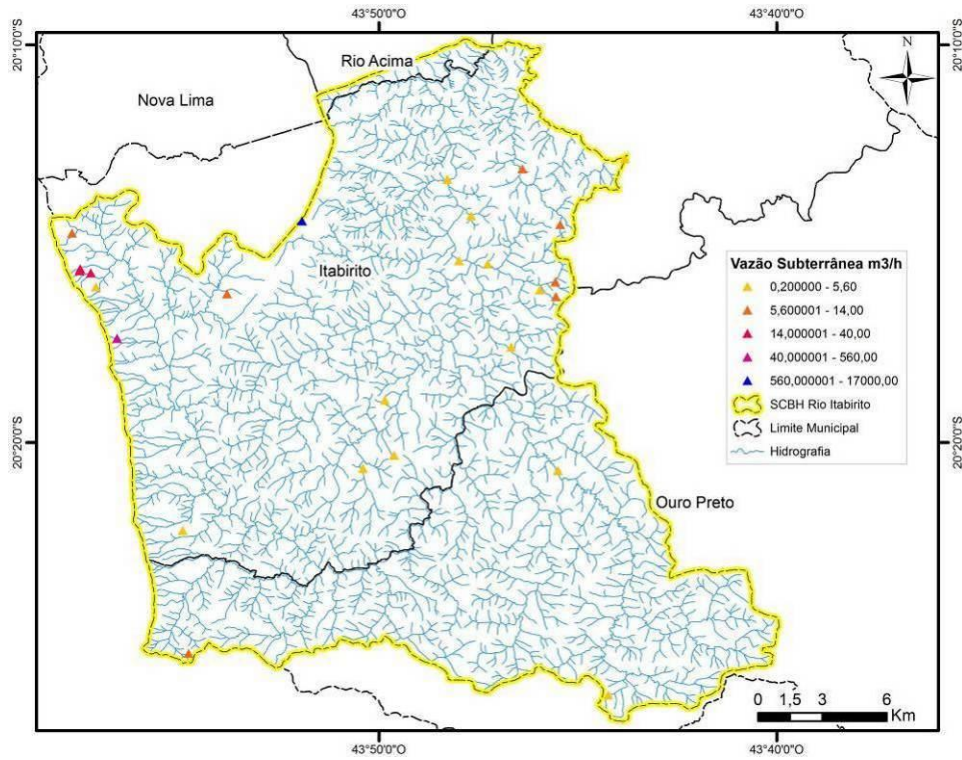 43°50'0"O
43°40'0"O
20°10'0"S
20°10'0"S
Rio Acima
N
Nova Lima
Itabirito
Vazão Subterrânea m3/h
0,200000 - 5,60
5,600001 - 14,00
14,000001 - 40,00
40,000001 - 560,00
560,000001 - 17000,00
SCBH Rio Itabirito
Limite Municipal
Hidrografia
20°20'0"S
20°20'0"S
Ouro Preto
0 1,5 3 6
Km
43°50'0"O
43°40'0"O